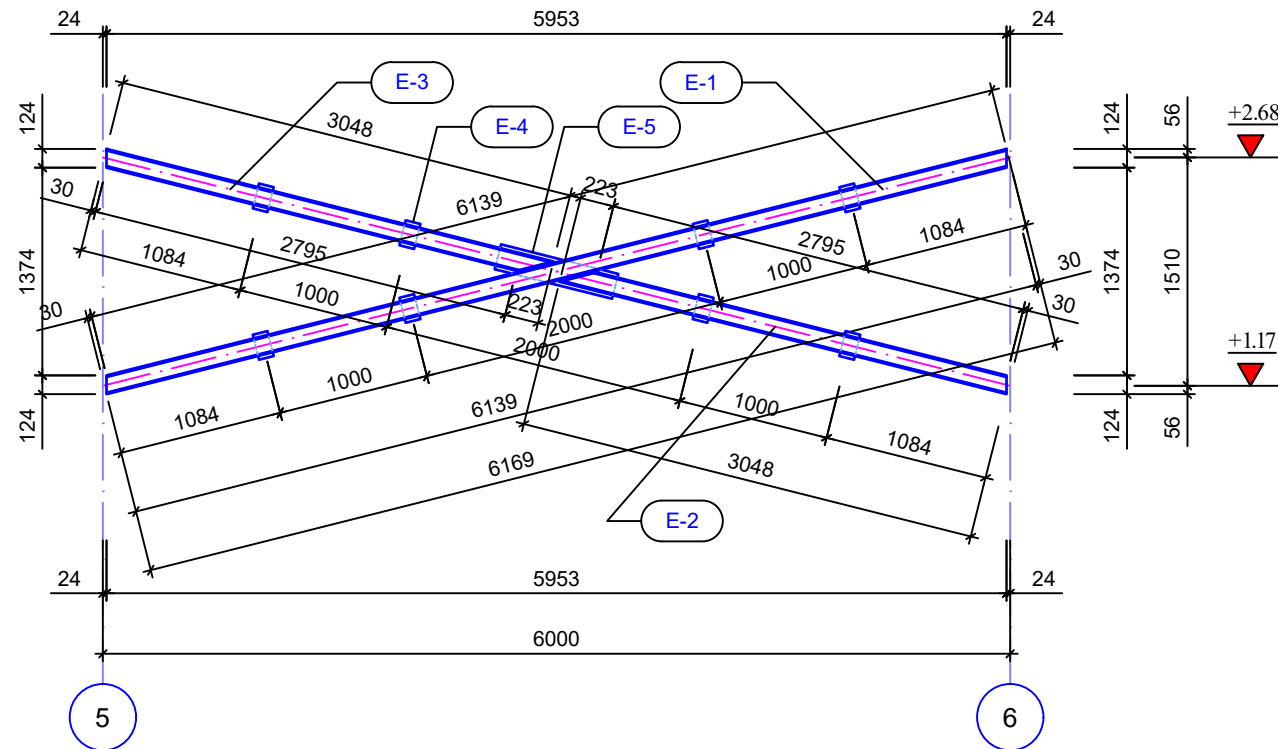 24 5953 24
E-3 E-1
3048
E-4 E-5
124 124 56 +2.68
30 223 6139
1084 2795 2795 1084
1374 1000 1000 30 1374 1510
30 223 2000 30
2000 +1.17
1000 1000
124 1084 6139 1084 124 56
6169 3048
E-2
24 5953 24
6000
5 6